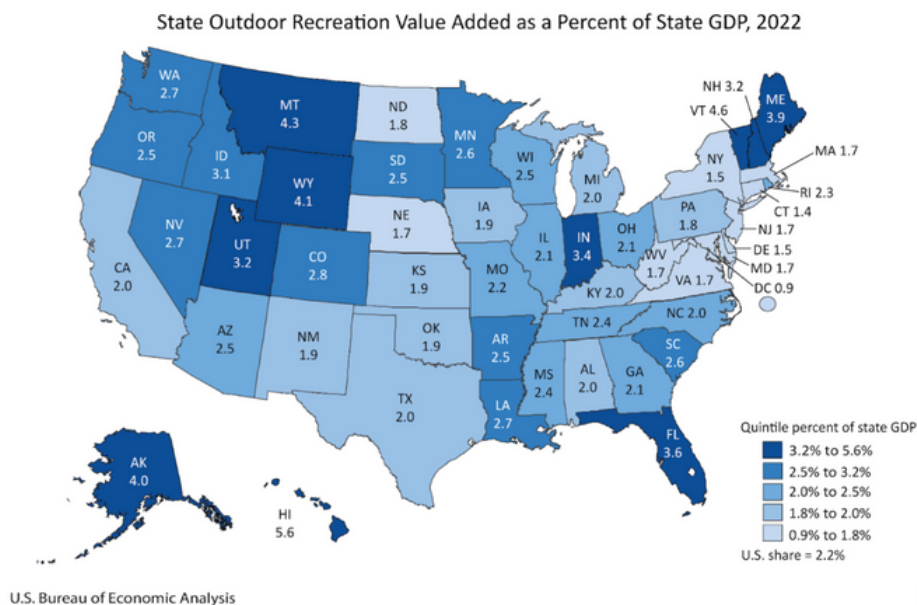 State Outdoor Recreation Value Added as a Percent of State GDP, 2022
WA
2.7
MT
4.3
ND
1.8
MN
2.6
NH 3.2
VT 4.6
ME
3.9
OR
2.5
ID
3.1
SD
2.5
WI
2.5
MI
2.0
NY
1.5
MA 1.7
RI 2.3
CT 1.4
WY
4.1
IA
1.9
PA
1.8
NJ 1.7
NV
2.7
UT
3.2
CO
2.8
NE
1.7
IL
2.1
IN
3.4
OH
2.1
WV
1.7
DE 1.5
MD 1.7
DC 0.9
VA 1.7
CA
2.0
KS
1.9
MO
2.2
KY 2.0
NC 2.0
TN 2.4
AZ
2.5
NM
1.9
OK
1.9
AR
2.5
SC
2.6
MS
2.4
AL
2.0
GA
2.1
TX
2.0
LA
2.7
FL
3.6
AK
4.0
HI
5.6
Quintile percent of state GDP
3.2% to 5.6%
2.5% to 3.2%
2.0% to 2.5%
1.8% to 2.0%
0.9% to 1.8%
U.S. share = 2.2%
U.S. Bureau of Economic Analysis